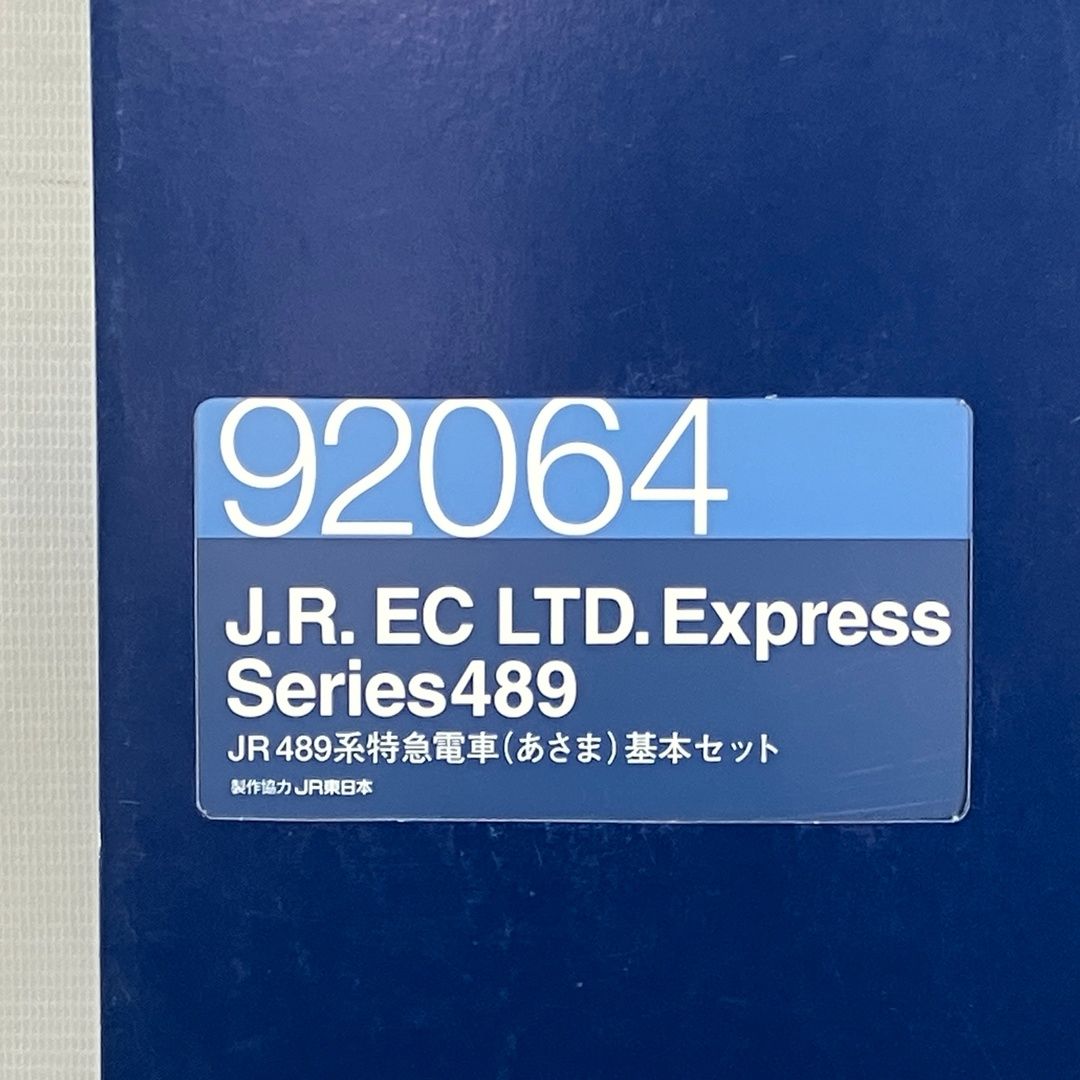 92064
J.R. EC LTD. Express
Series489
JR 489系特急電車(あさま)基本セット
製作協力 JR東日本